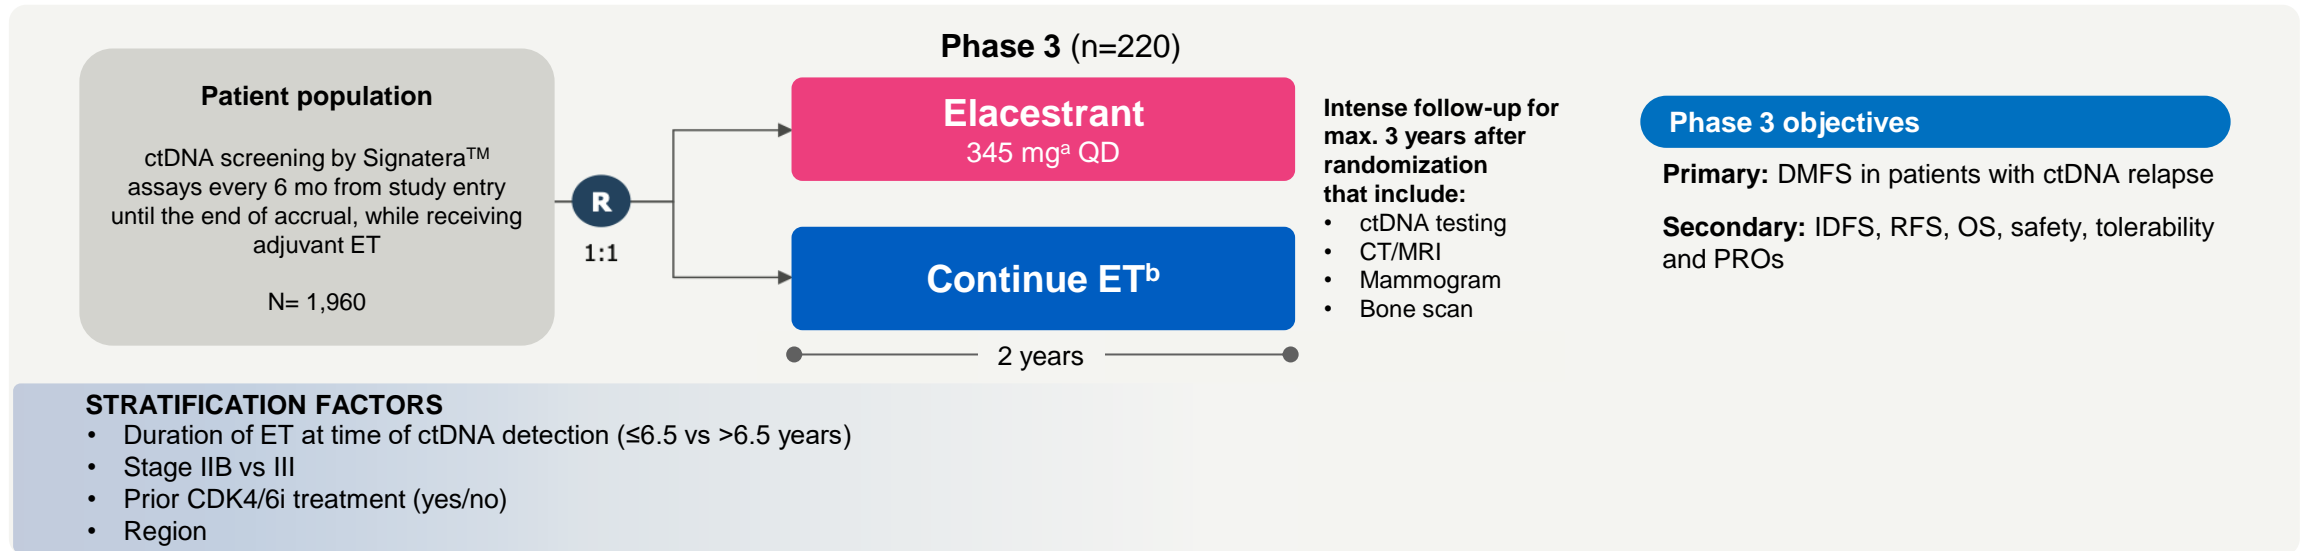 Patient population
ctDNA screening by Signatera™
assays every 6 mo from study entry
until the end of accrual, while receiving
adjuvant ET
N= 1,960
R
1:1
Phase 3 (n=220)
Elacestrant
345 mgᵃ QD
Continue ETᵇ
2 years
Intense follow-up for
max. 3 years after
randomization
that include:
• ctDNA testing
• CT/MRI
• Mammogram
• Bone scan
Phase 3 objectives
Primary: DMFS in patients with ctDNA relapse
Secondary: IDFS, RFS, OS, safety, tolerability
and PROs
STRATIFICATION FACTORS
• Duration of ET at time of ctDNA detection (≤6.5 vs >6.5 years)
• Stage IIB vs III
• Prior CDK4/6i treatment (yes/no)
• Region